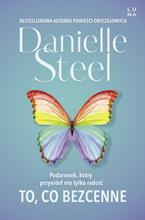 BESTSELLEROWA AUTORKA POWIEŚCI OBYCZAJOWYCH
LUNA
Danielle
Steel
Podarunek, który
przyniósł nie tylko radość
TO, CO BEZCENNE